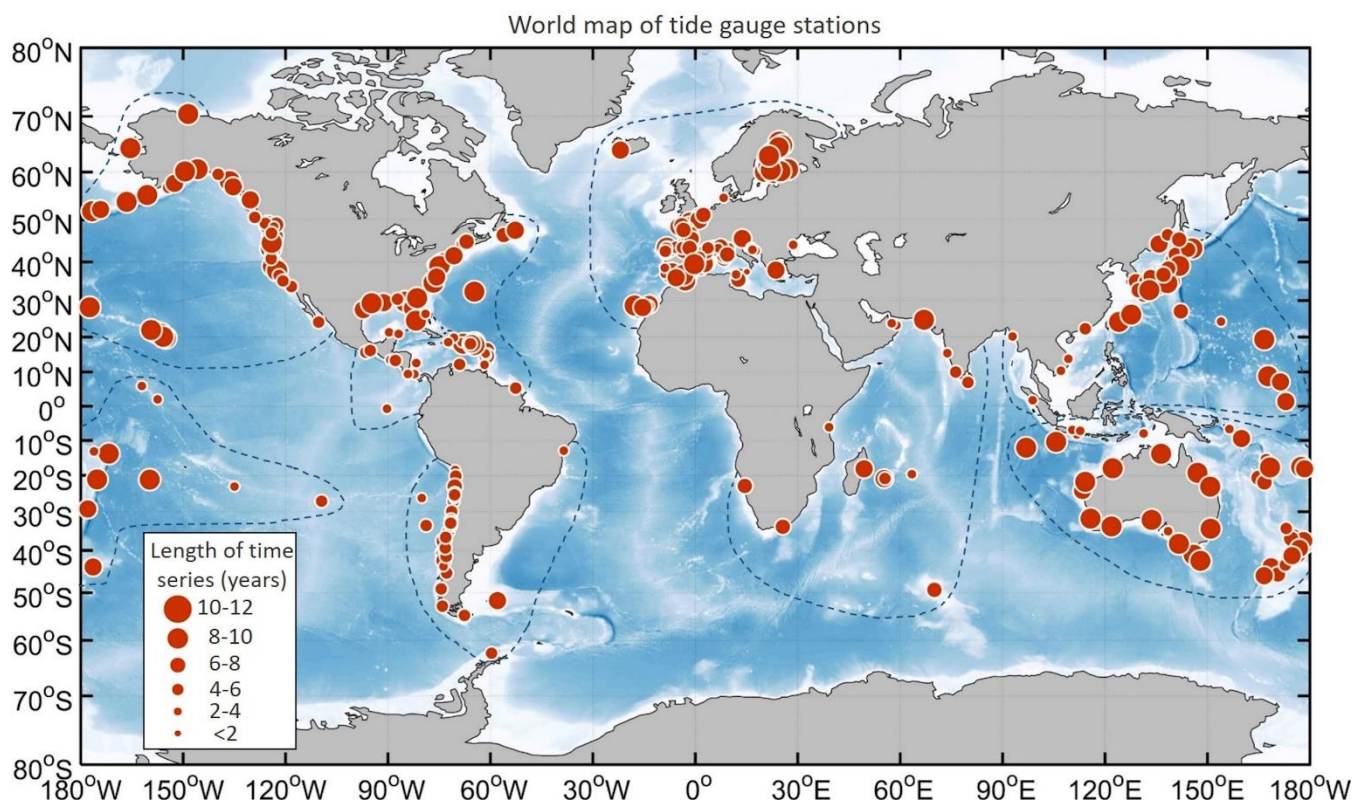 World map of tide gauge stations
80°N
70°N
60°N
50°N
40°N
30°N
20°N
10°N
0°
10°S
20°S
30°S
40°S
50°S
60°S
70°S
80°S
Length of time
series (years)
10-12
8-10
6-8
4-6
2-4
<2
180°W 150°W 120°W 90°W 60°W 30°W 0° 30°E 60°E 90°E 120°E 150°E 180°W